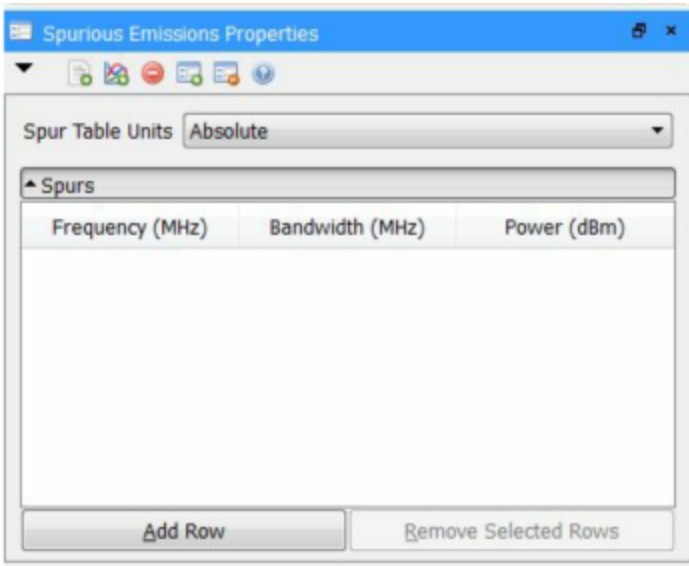 Spurious Emissions Properties
Spur Table Units Absolute
Spurs
Frequency (MHz) Bandwidth (MHz) Power (dBm)
Add Row Remove Selected Rows